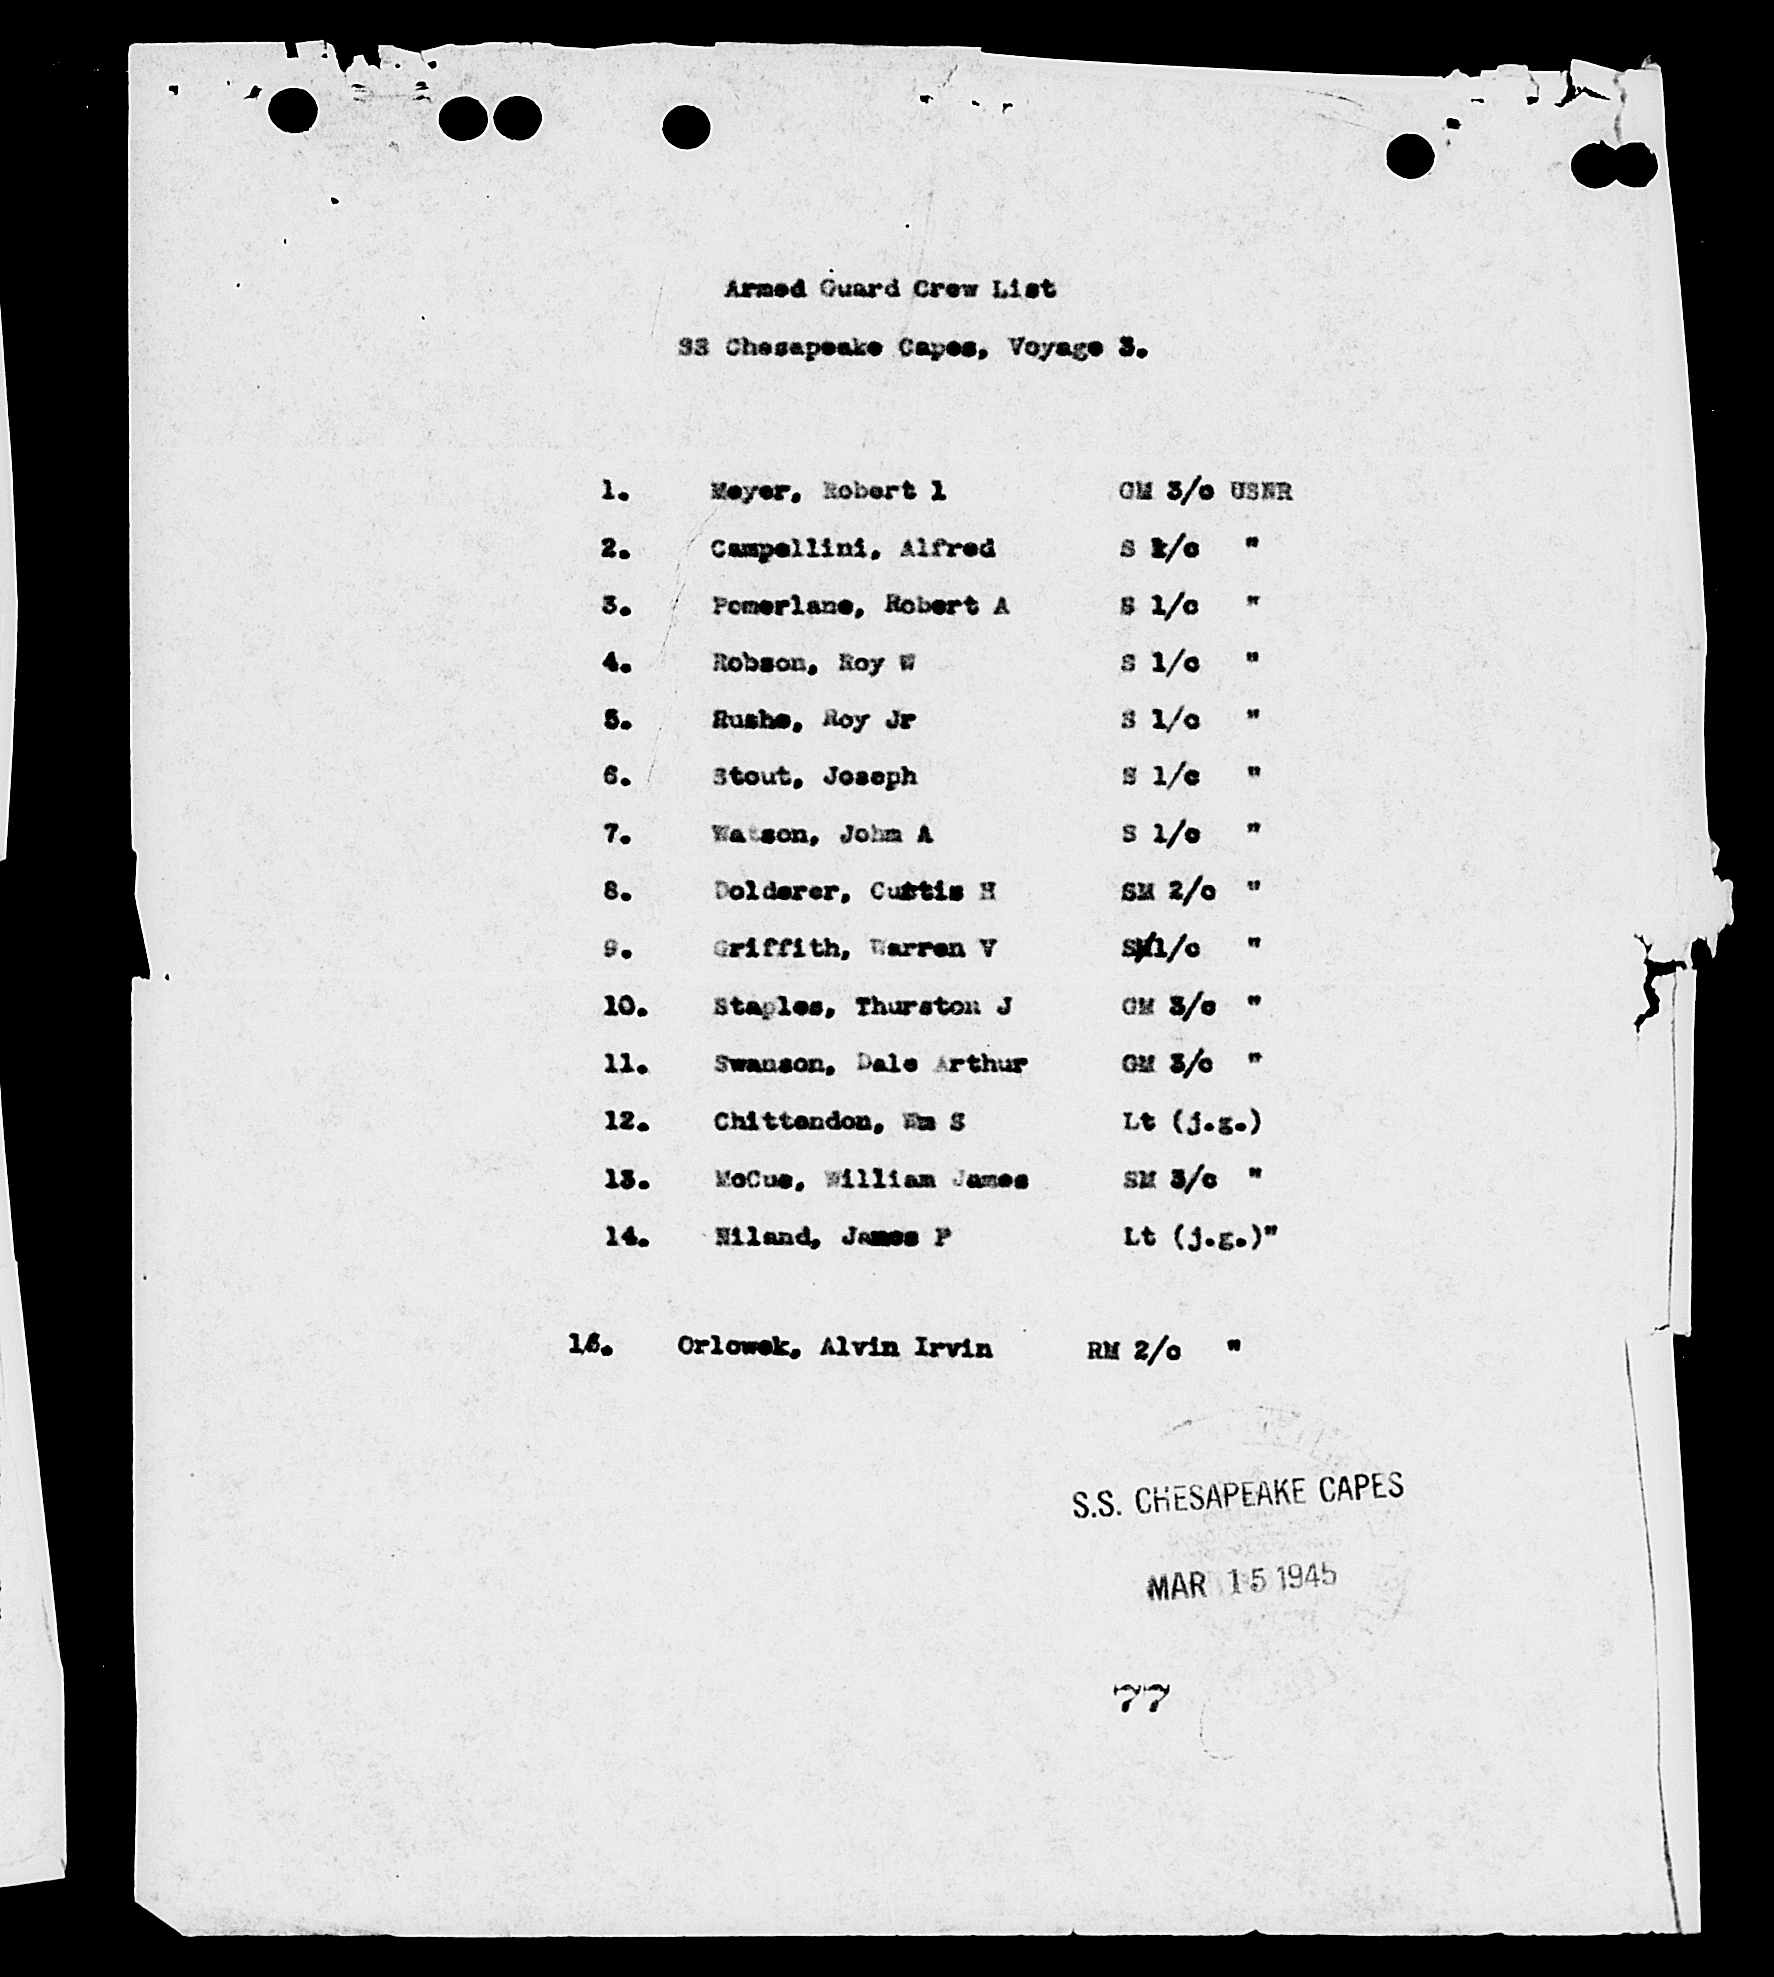 Armed Guard Crew List
SS Chesapeake Capes, Voyage 3.
1. Meyer, Robert l GM 3/c USNR
2. Campellini, Alfred S 1/c "
3. Pomerlane, Robert A S 1/c "
4. Robson, Roy W S 1/c "
5. Rushe, Roy Jr S 1/c "
6. Stout, Joseph S 1/c "
7. Watson, John A S 1/c "
8. Dolderer, Curtis H SM 2/c "
9. Griffith, Warren V S 1/c "
10. Staples, Thurston J GM 3/c "
11. Swanson, Dale Arthur GM 3/c "
12. Chittendon, Wm S Lt (j.g.)
13. McCue, William James SM 3/c "
14. Niland, James P Lt (j.g.)"
Orlowek, Alvin Irvin RM 2/c "
S.S. CHESAPEAKE CAPES
MAR 15 1945
77